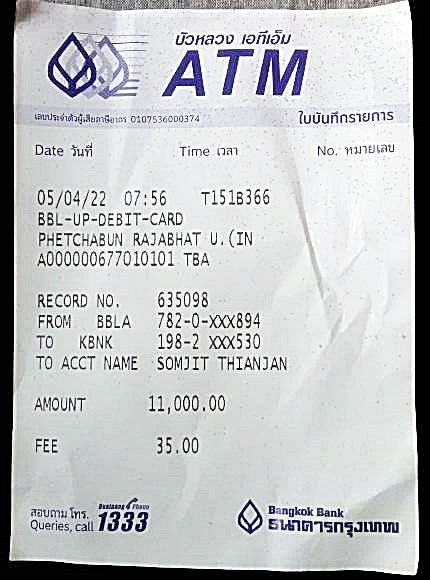 บัวหลวง เอทีเอ็ม
ATM
เลขประจำตัวผู้เสียภาษีอากร 0107536000374 ใบบันทึกรายการ
Date วันที่ Time เวลา No. หมายเลข
05/04/22 07:56 T151B366
BBL-UP-DEBIT-CARD
PHETCHABUN RAJABHAT U.(IN
A000000677010101 TBA
RECORD NO. 635098
FROM BBLA 782-0-XXX894
TO KBNK 198-2 XXX530
TO ACCT NAME SOMJIT THIANJAN
AMOUNT 11,000.00
FEE 35.00
สอบถาม โทร. Bualuang Phone
Queries, call 1333
Bangkok Bank
ธนาคารกรุงเทพ